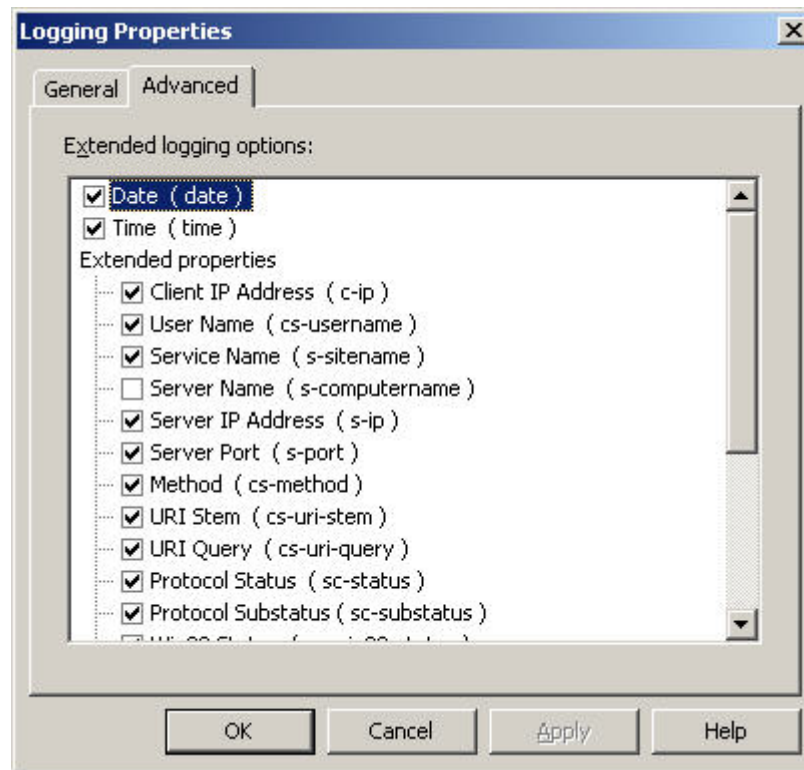 Logging Properties
General Advanced
Extended logging options:
Date ( date )
Time ( time )
Extended properties
Client IP Address ( c-ip )
User Name ( cs-username )
Service Name ( s-sitename )
Server Name ( s-computername )
Server IP Address ( s-ip )
Server Port ( s-port )
Method ( cs-method )
URI Stem ( cs-uri-stem )
URI Query ( cs-uri-query )
Protocol Status ( sc-status )
Protocol Substatus ( sc-substatus )
OK Cancel Apply Help